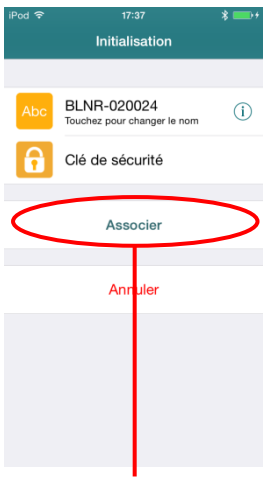 iPod 17:37
Initialisation
Abc BLNR-020024
Touchez pour changer le nom
Clé de sécurité
Associer
Annuler